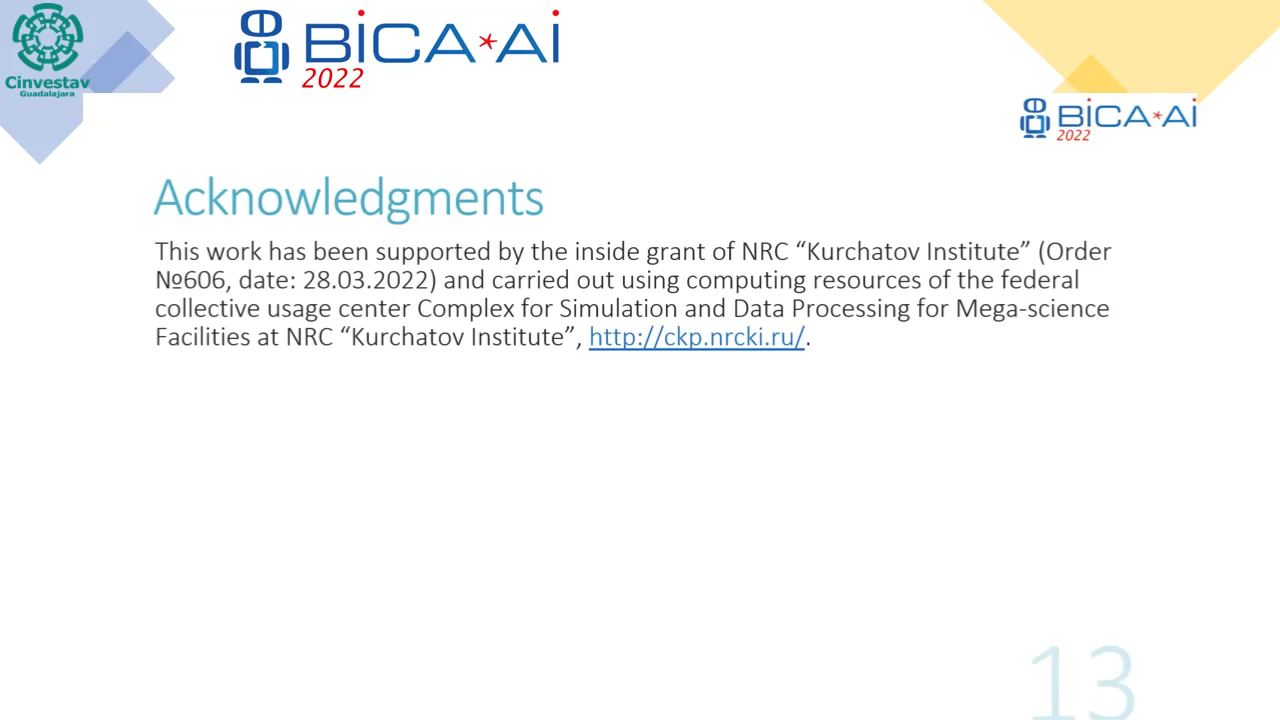 Cinvestav
Guadalajara
BiCA*Ai
2022
BiCA*Ai
2022
Acknowledgments
This work has been supported by the inside grant of NRC “Kurchatov Institute” (Order
№606, date: 28.03.2022) and carried out using computing resources of the federal
collective usage center Complex for Simulation and Data Processing for Mega-science
Facilities at NRC “Kurchatov Institute”, http://ckp.nrcki.ru/.
13